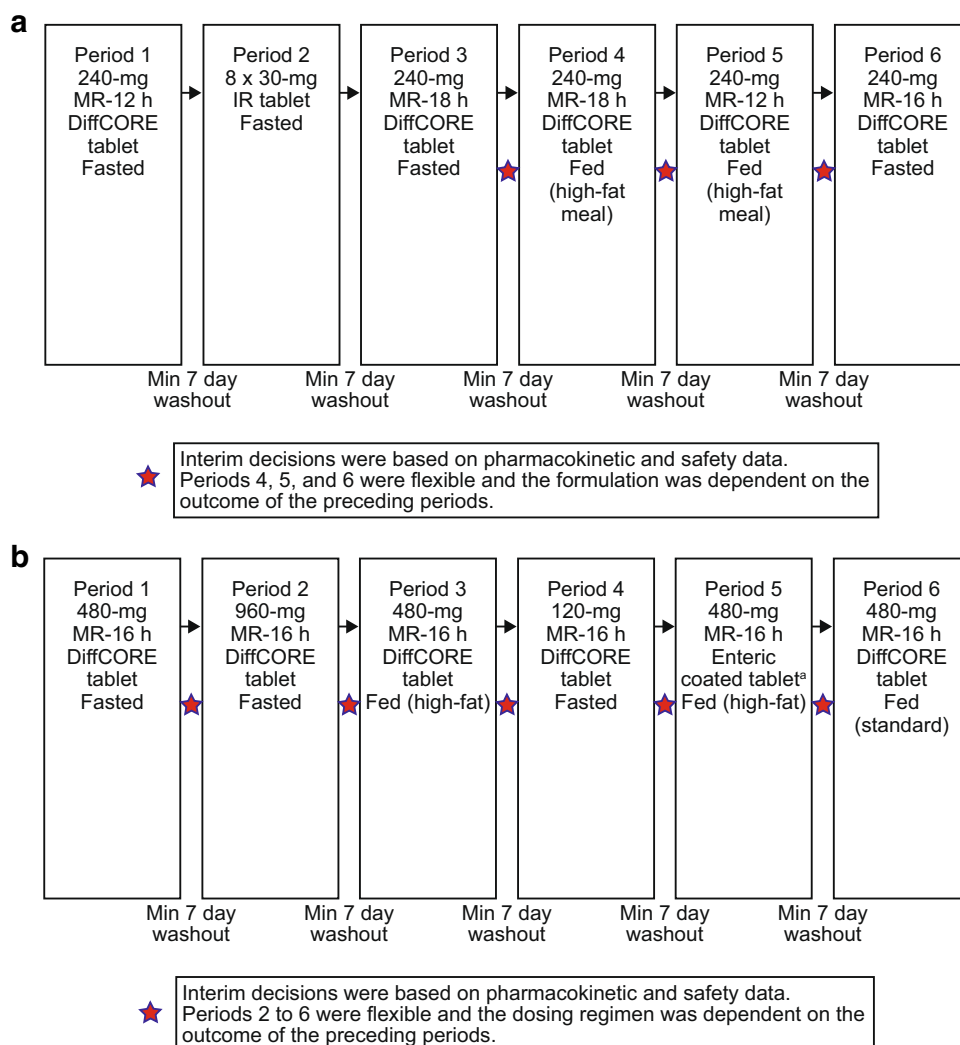 a
Period 1
240-mg
MR-12 h
DiffCORE
tablet
Fasted
Period 2
8 x 30-mg
IR tablet
Fasted
Period 3
240-mg
MR-18 h
DiffCORE
tablet
Fasted
Period 4
240-mg
MR-18 h
DiffCORE
tablet
Fed
(high-fat
meal)
Period 5
240-mg
MR-12 h
DiffCORE
tablet
Fed
(high-fat
meal)
Period 6
240-mg
MR-16 h
DiffCORE
tablet
Fasted
Min 7 day
washout
Min 7 day
washout
Min 7 day
washout
Min 7 day
washout
Min 7 day
washout
Interim decisions were based on pharmacokinetic and safety data.
Periods 4, 5, and 6 were flexible and the formulation was dependent on the
outcome of the preceding periods.
b
Period 1
480-mg
MR-16 h
DiffCORE
tablet
Fasted
Period 2
960-mg
MR-16 h
DiffCORE
tablet
Fasted
Period 3
480-mg
MR-16 h
DiffCORE
tablet
Fed (high-fat)
Period 4
120-mg
MR-16 h
DiffCORE
tablet
Fasted
Period 5
480-mg
MR-16 h
Enteric
coated tabletᵃ
Fed (high-fat)
Period 6
480-mg
MR-16 h
DiffCORE
tablet
Fed
(standard)
Min 7 day
washout
Min 7 day
washout
Min 7 day
washout
Min 7 day
washout
Min 7 day
washout
Interim decisions were based on pharmacokinetic and safety data.
Periods 2 to 6 were flexible and the dosing regimen was dependent on the
outcome of the preceding periods.